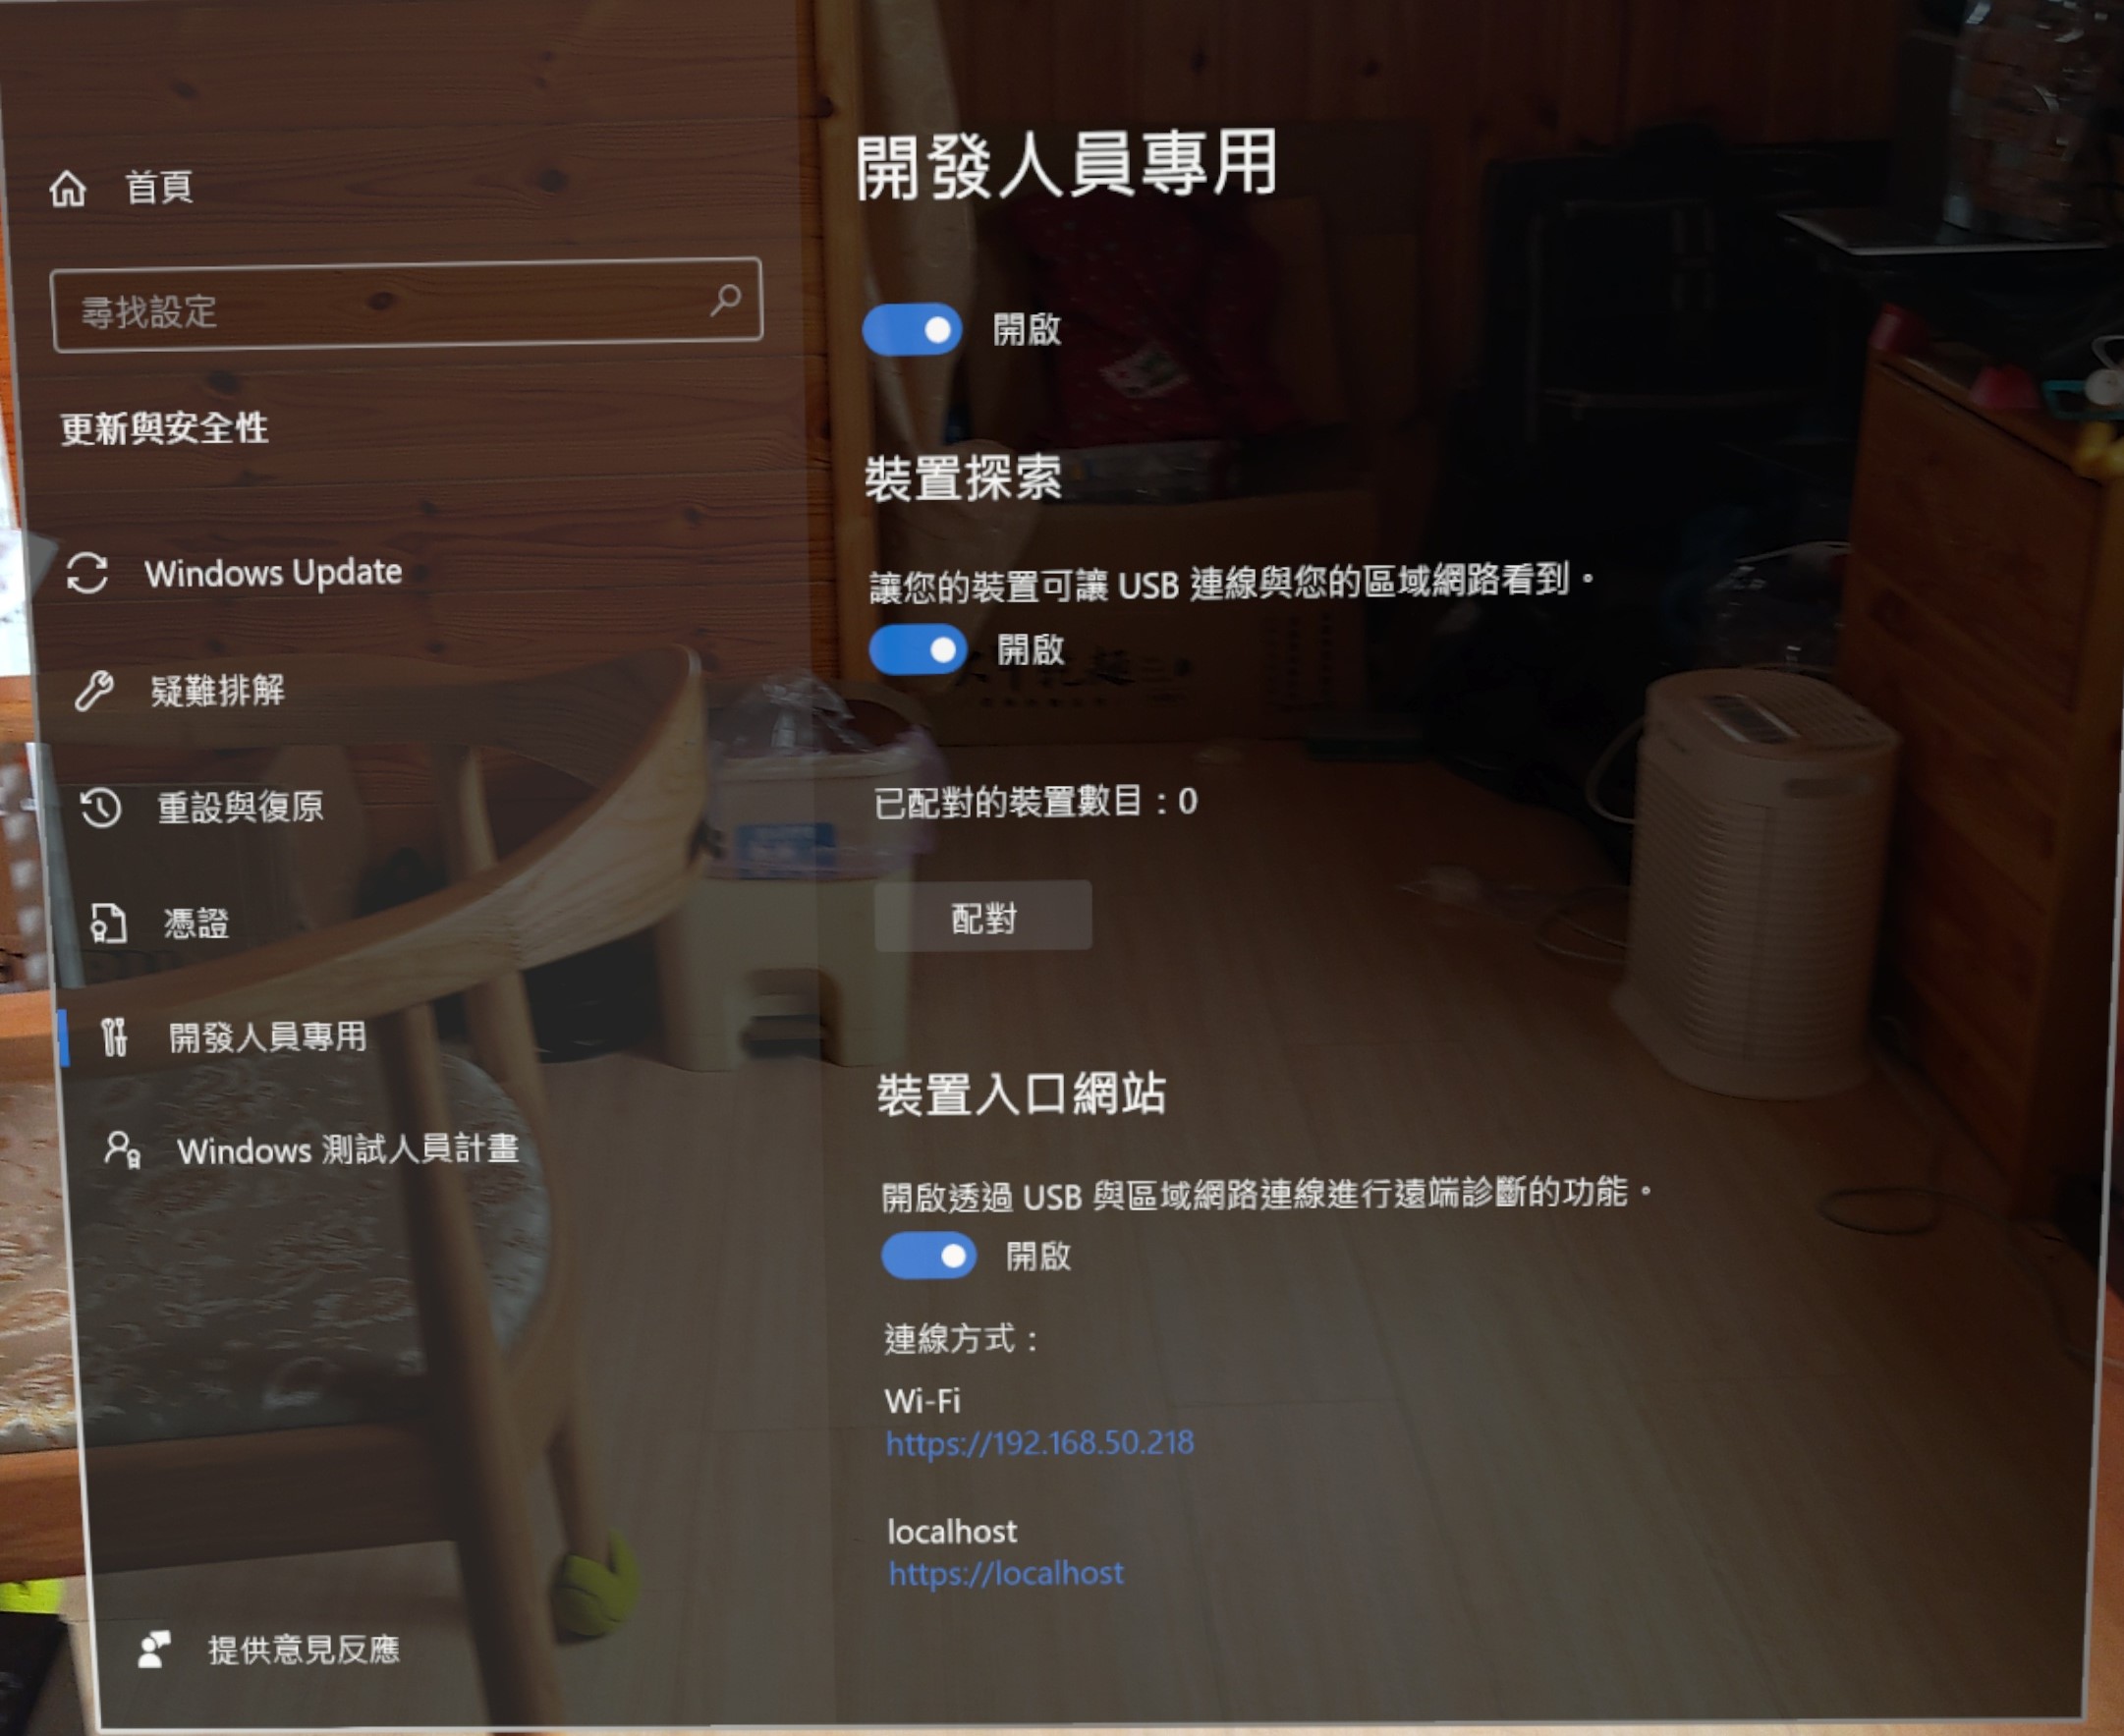 首頁
尋找設定
更新與安全性
Windows Update
疑難排解
重設與復原
憑證
開發人員專用
Windows 測試人員計畫
提供意見反應
開發人員專用
開啟
裝置探索
讓您的裝置可讓 USB 連線與您的區域網路看到。
開啟
已配對的裝置數目：0
配對
裝置入口網站
開啟透過 USB 與區域網路連線進行遠端診斷的功能。
開啟
連線方式：
Wi-Fi
https://192.168.50.218
localhost
https://localhost